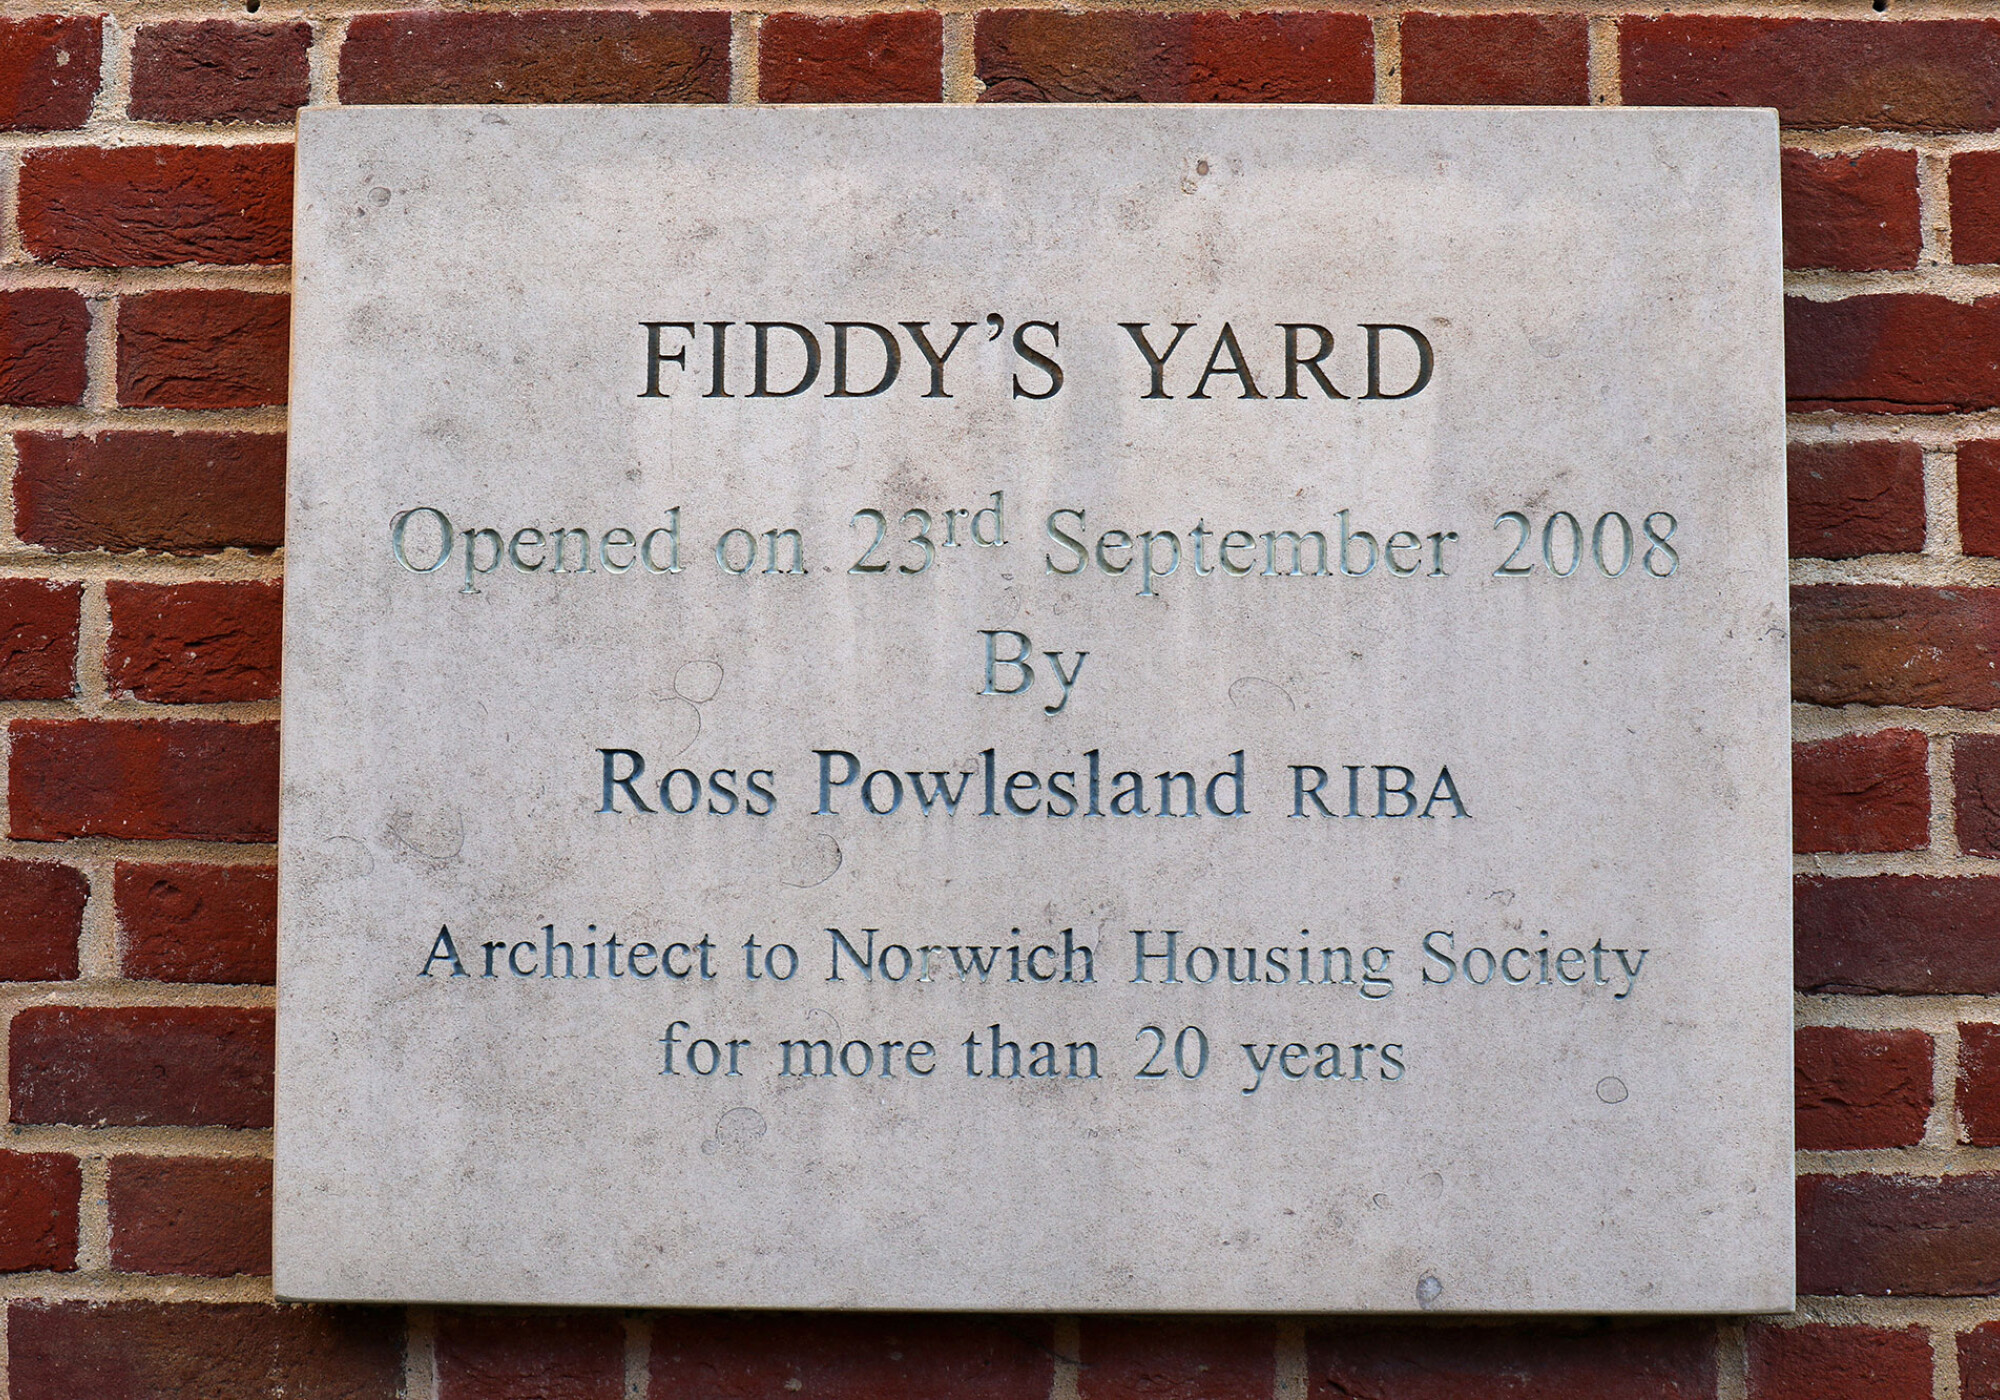 FIDDY’S YARD
Opened on 23rd September 2008
By
Ross Powlesland RIBA
Architect to Norwich Housing Society
for more than 20 years